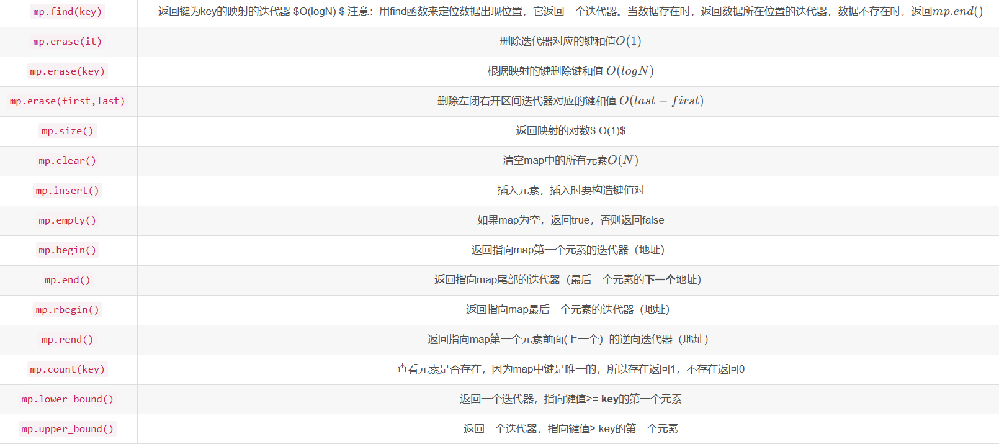 mp.find(key) 返回键为key的映射的迭代器 $O(logN) $ 注意：用find函数来定位数据出现位置，它返回一个迭代器。当数据存在时，返回数据所在位置的迭代器，数据不存在时，返回mp.end()
mp.erase(it) 删除迭代器对应的键和值O(1)
mp.erase(key) 根据映射的键删除键和值 O(logN)
mp.erase(first,last) 删除左闭右开区间迭代器对应的键和值 O(last − first)
mp.size() 返回映射的对数$ O(1)$
mp.clear() 清空map中的所有元素O(N)
mp.insert() 插入元素，插入时要构造键值对
mp.empty() 如果map为空，返回true，否则返回false
mp.begin() 返回指向map第一个元素的迭代器（地址）
mp.end() 返回指向map尾部的迭代器（最后一个元素的下一个地址）
mp.rbegin() 返回指向map最后一个元素的迭代器（地址）
mp.rend() 返回指向map第一个元素前面(上一个）的逆向迭代器（地址）
mp.count(key) 查看元素是否存在，因为map中键是唯一的，所以存在返回1，不存在返回0
mp.lower_bound() 返回一个迭代器，指向键值>= key的第一个元素
mp.upper_bound() 返回一个迭代器，指向键值> key的第一个元素